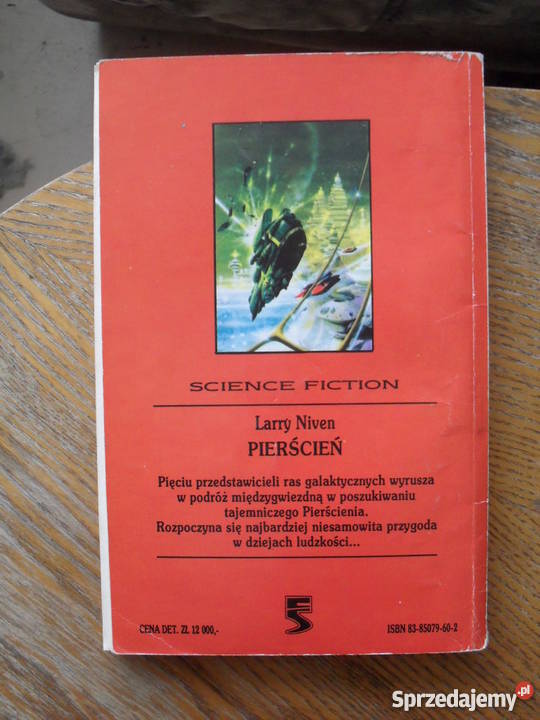 SCIENCE FICTION
Larry Niven
PIERŚCIEŃ
Pięciu przedstawicieli ras galaktycznych wyrusza
w podróż międzygwiezdną w poszukiwaniu
tajemniczego Pierścienia.
Rozpoczyna się najbardziej niesamowita przygoda
w dziejach ludzkości...
CENA DET. ZŁ 12 000,-
ISBN 83-85079-60-2
Sprzedajemy.pl